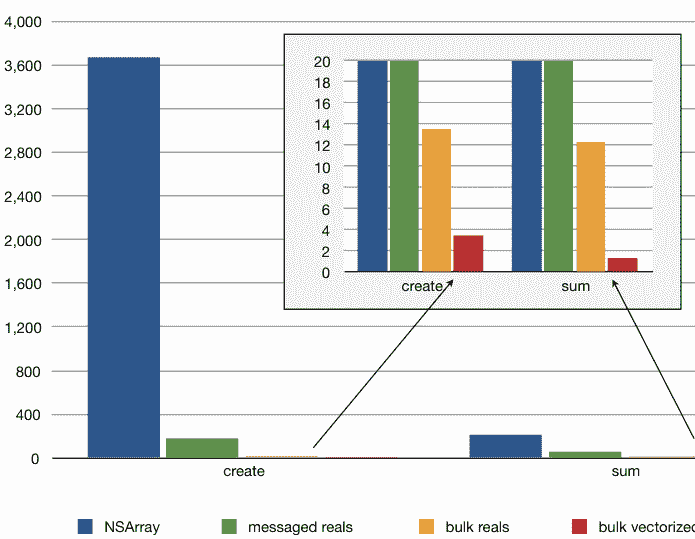 4,000
3,600
3,200
2,800
2,400
2,000
1,600
1,200
800
400
0
20
18
16
14
12
10
8
6
4
2
0
create
sum
create
sum
NSArray
messaged reals
bulk reals
bulk vectorized